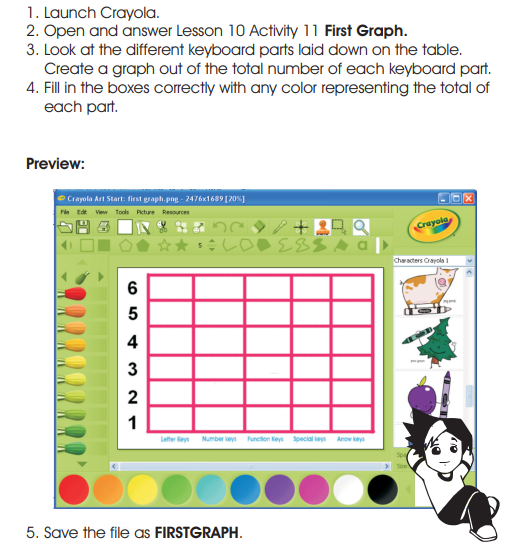 1. Launch Crayola.
2. Open and answer Lesson 10 Activity 11 First Graph.
3. Look at the different keyboard parts laid down on the table.
Create a graph out of the total number of each keyboard part.
4. Fill in the boxes correctly with any color representing the total of
each part.
Preview:
Crayola Art Start: first graph.png - 2476x1689 [20%]
File Edit View Tools Picture Resources
Crayola
5
a
Characters Crayola 1
6
5
4
3
2
1
Letter keys Number keys Function Keys Special keys Arrow keys
5. Save the file as FIRSTGRAPH.